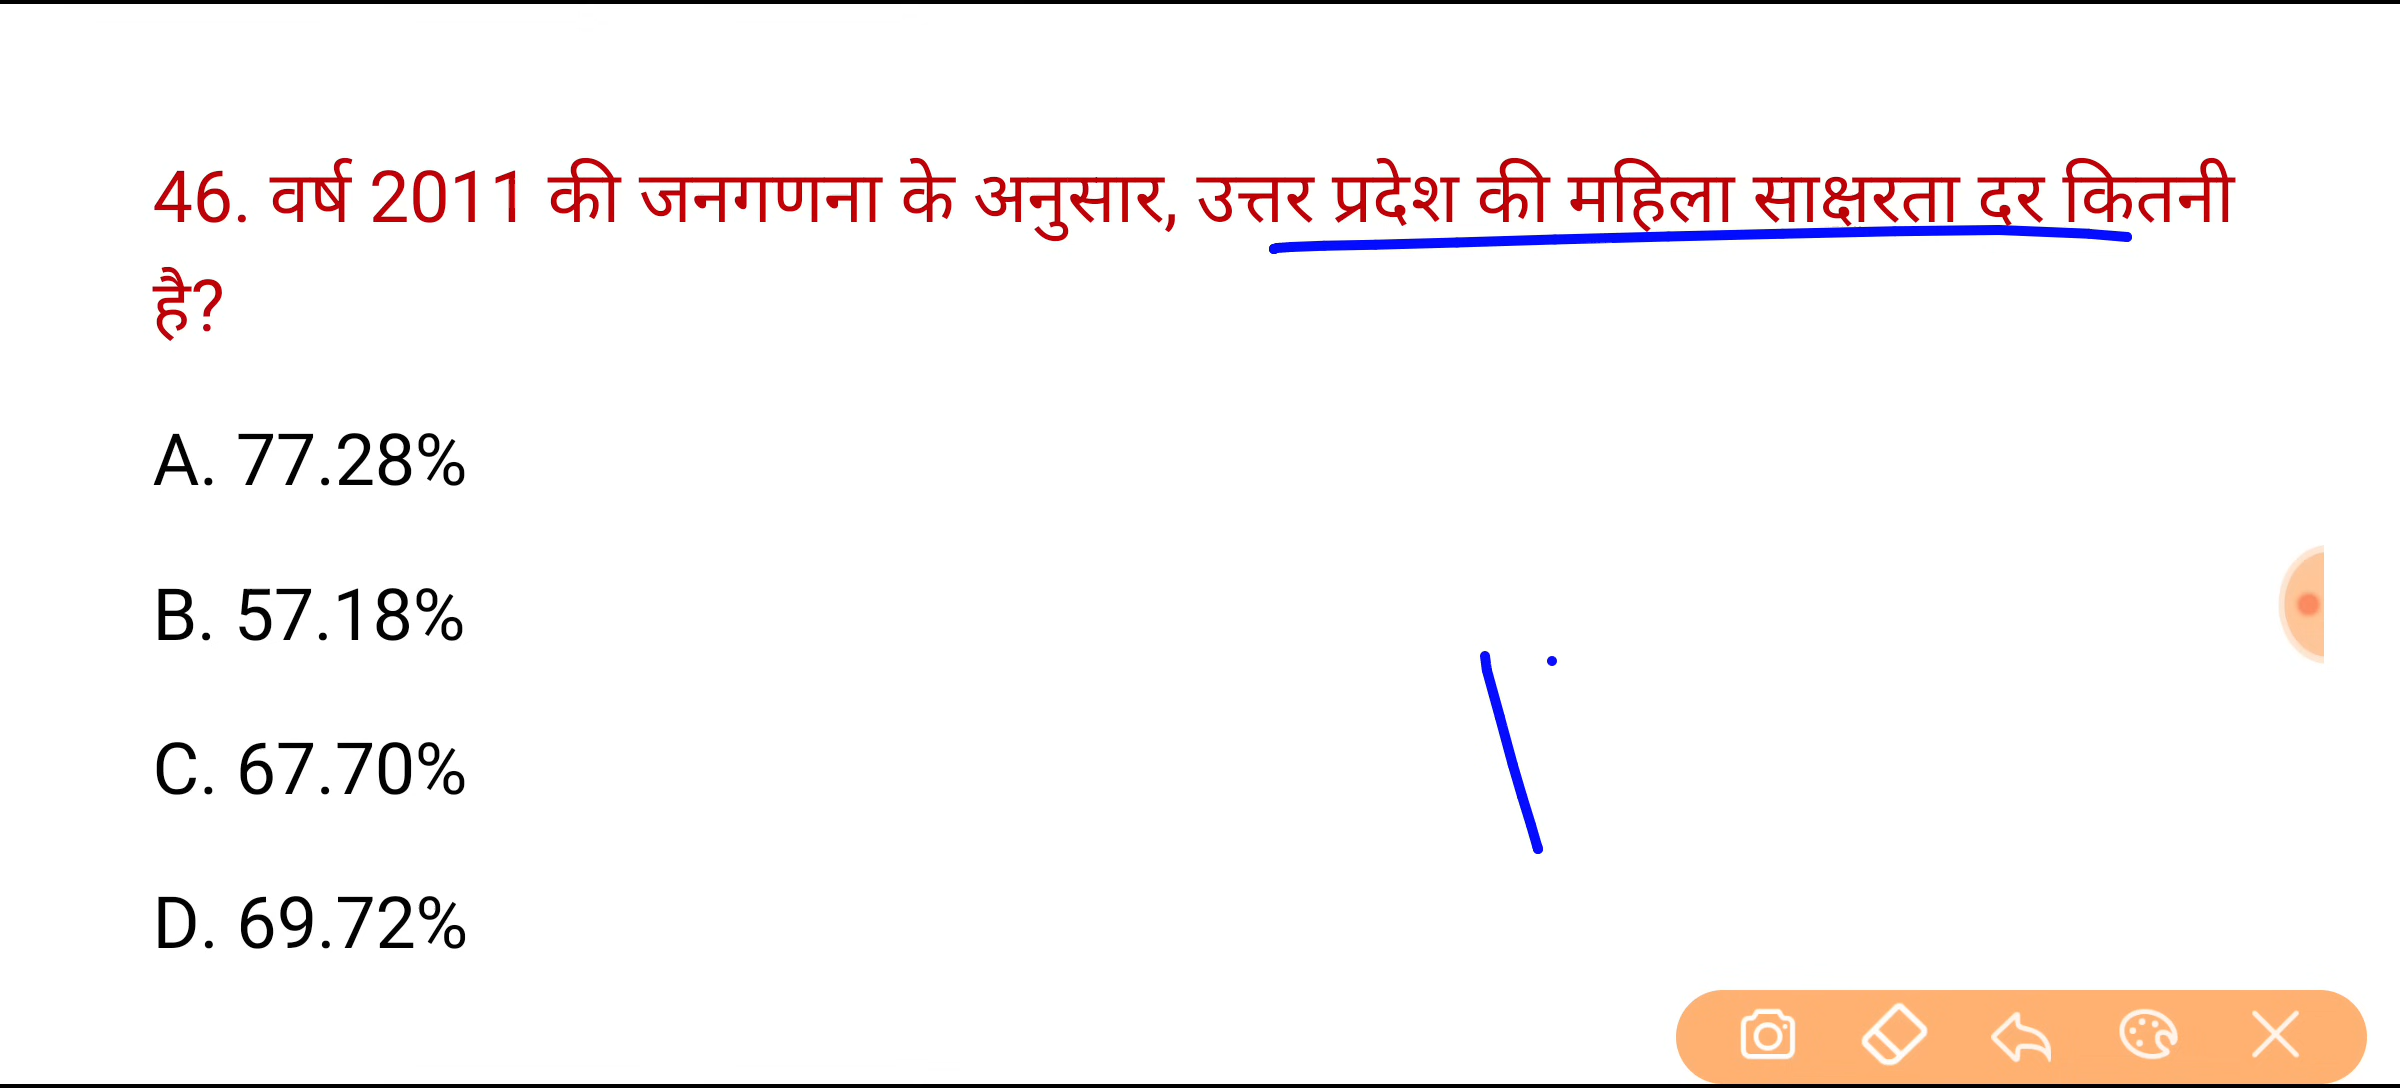 46. वर्ष 2011 की जनगणना के अनुसार, उत्तर प्रदेश की महिला साक्षरता दर कितनी
है?
A. 77.28%
B. 57.18%
C. 67.70%
D. 69.72%